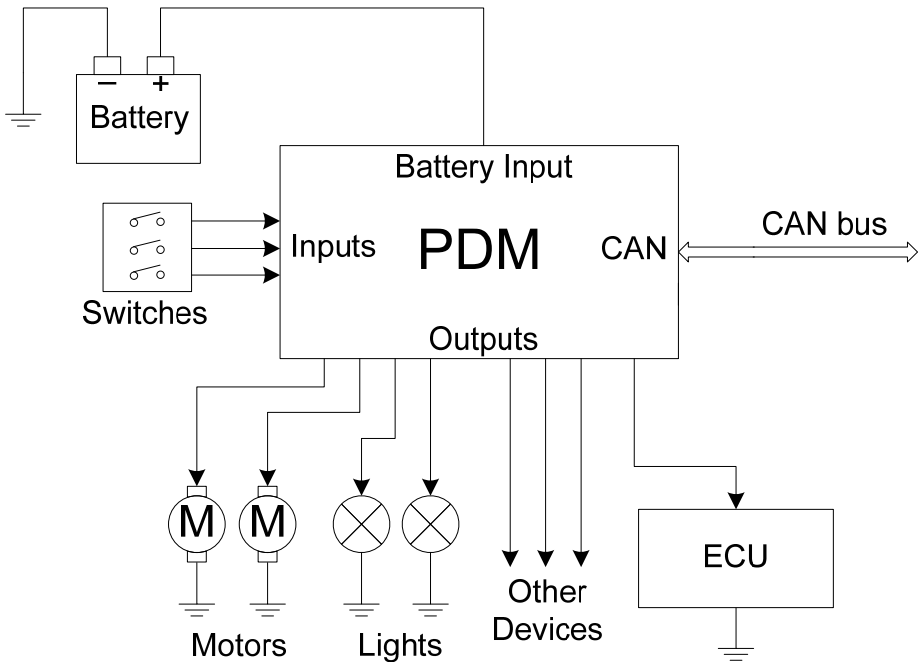 − +
Battery
Battery Input
CAN bus
Inputs
PDM
CAN
Switches
Outputs
M
M
ECU
Other
Devices
Motors
Lights